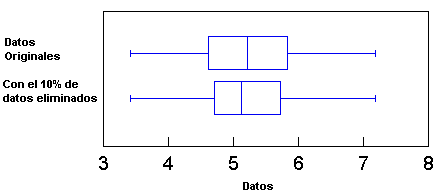 Datos
Originales
Con el 10% de
datos eliminados
3 4 5 6 7 8
Datos